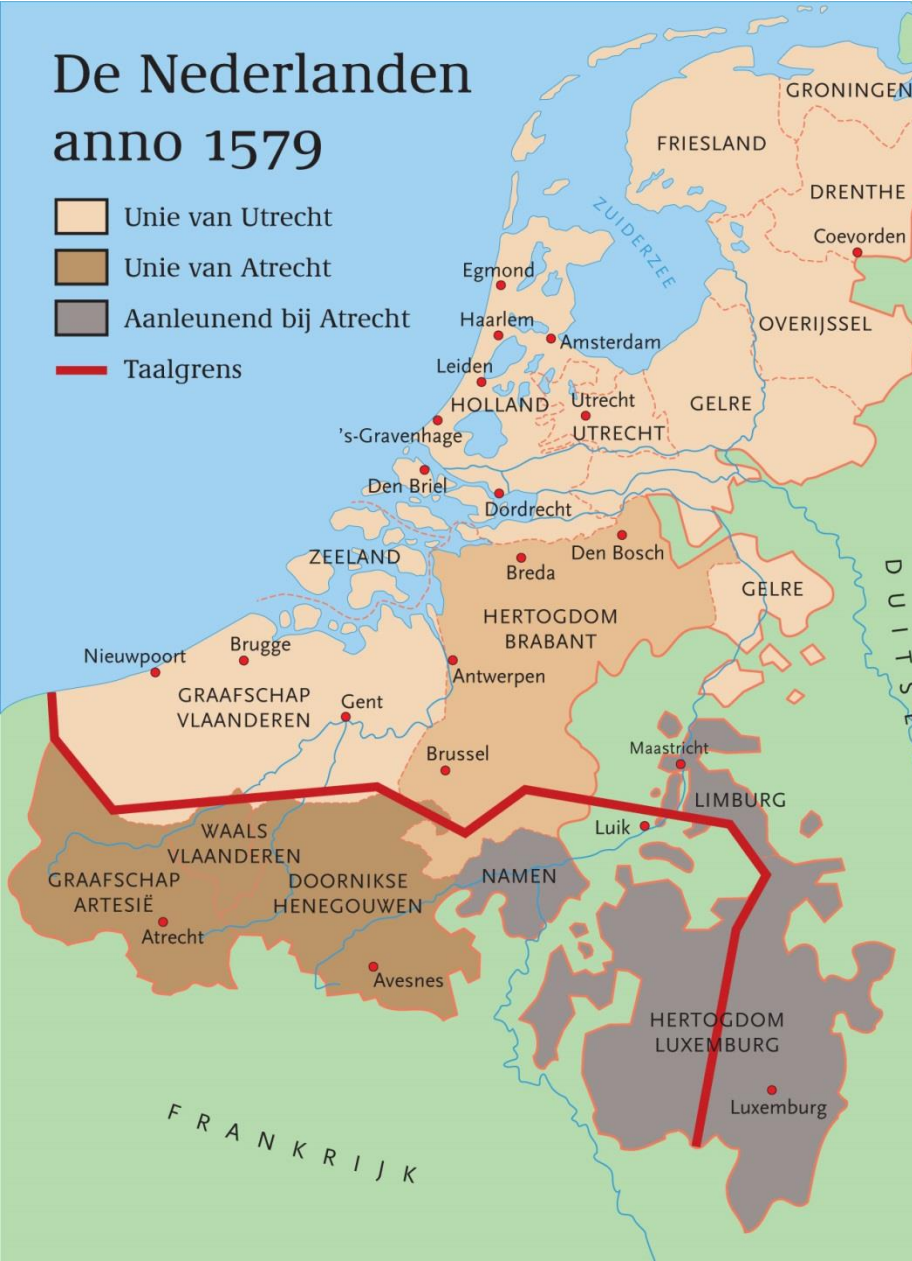 De Nederlanden
anno 1579
Unie van Utrecht
Unie van Atrecht
Aanleunend bij Atrecht
Taalgrens
GRONINGEN
FRIESLAND
DRENTHE
Coevorden
ZUIDERZEE
Egmond
Haarlem
Amsterdam
OVERIJSSEL
Leiden
HOLLAND
Utrecht
GELRE
UTRECHT
's-Gravenhage
Den Briel
Dordrecht
ZEELAND
Den Bosch
Breda
GELRE
DUITSE
HERTOGDOM
BRABANT
Brugge
Nieuwpoort
Antwerpen
GRAAFSCHAP
VLAANDEREN
Gent
Brussel
Maastricht
LIMBURG
Luik
WAALS
VLAANDEREN
GRAAFSCHAP
ARTESIË
DOORNIKSE
HENEGOUWEN
NAMEN
Atrecht
Avesnes
HERTOGDOM
LUXEMBURG
Luxemburg
FRANKRIJK